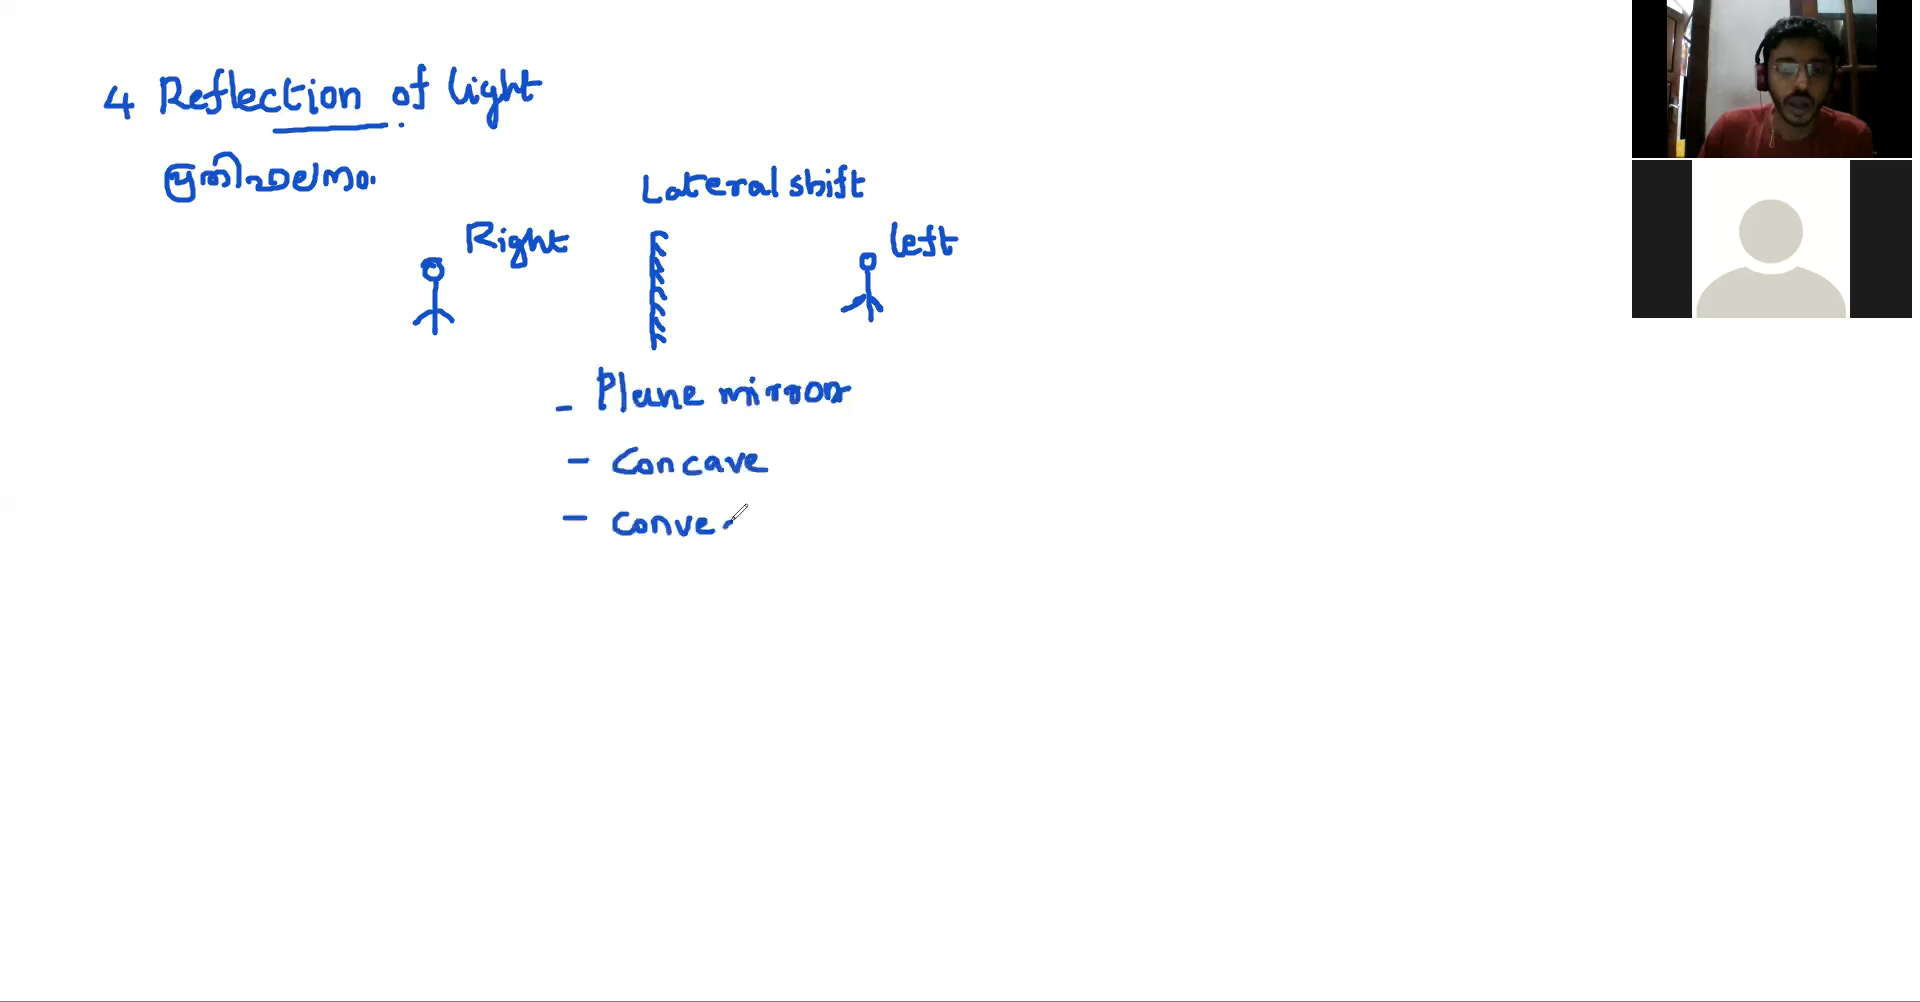 4 Reflection of light
പ്രതിഫലനം.
Lateral shift
Right
left
- Plane mirror
- Concave
- Conve